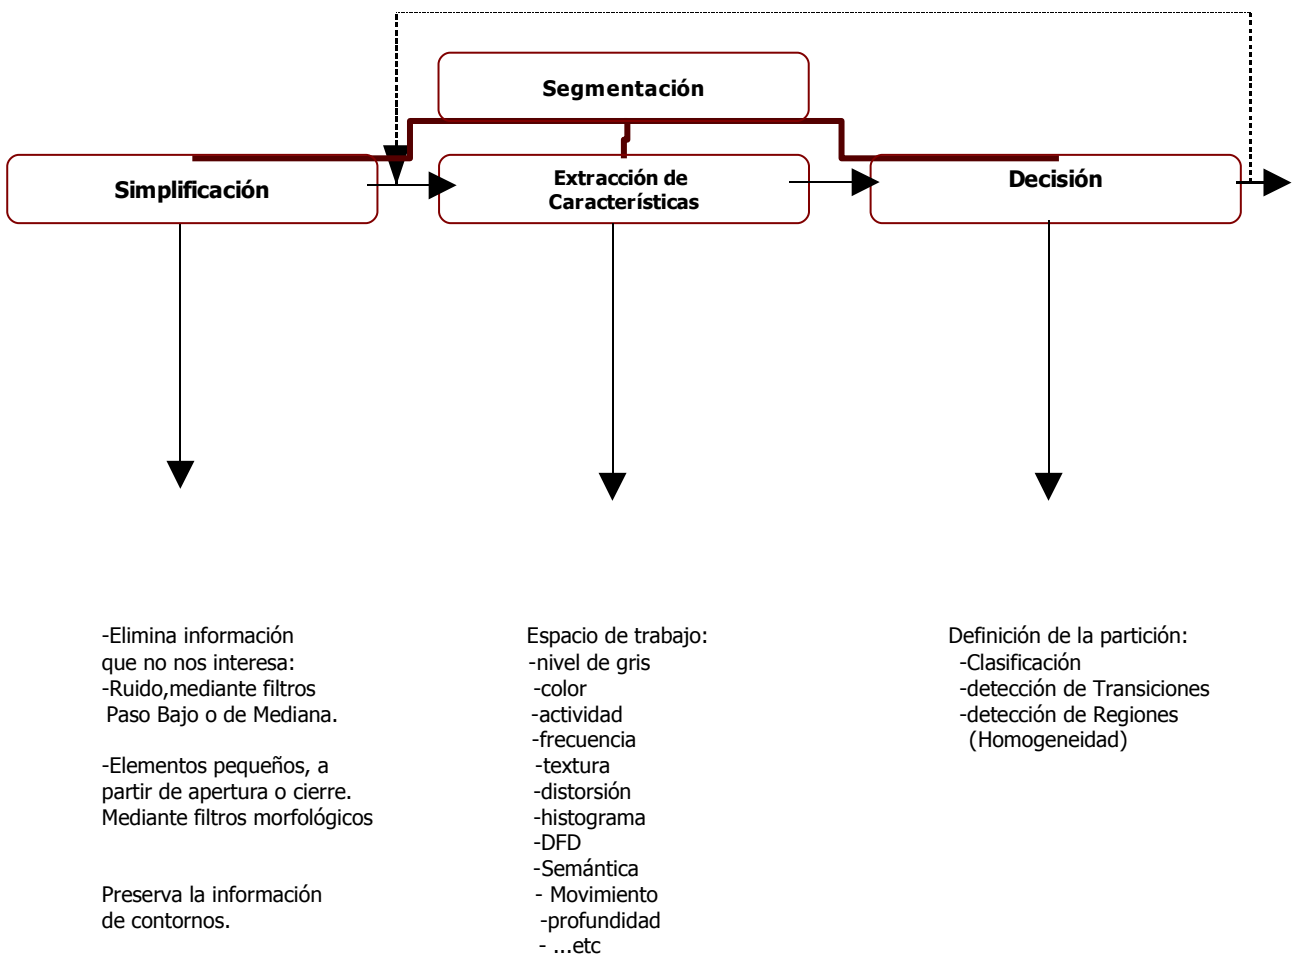 Segmentación
Simplificación
Extracción de
Características
Decisión
-Elimina información
que no nos interesa:
-Ruido,mediante filtros
Paso Bajo o de Mediana.
-Elementos pequeños, a
partir de apertura o cierre.
Mediante filtros morfológicos
Preserva la información
de contornos.
Espacio de trabajo:
-nivel de gris
-color
-actividad
-frecuencia
-textura
-distorsión
-histograma
-DFD
-Semántica
- Movimiento
-profundidad
- ...etc
Definición de la partición:
-Clasificación
-detección de Transiciones
-detección de Regiones
(Homogeneidad)